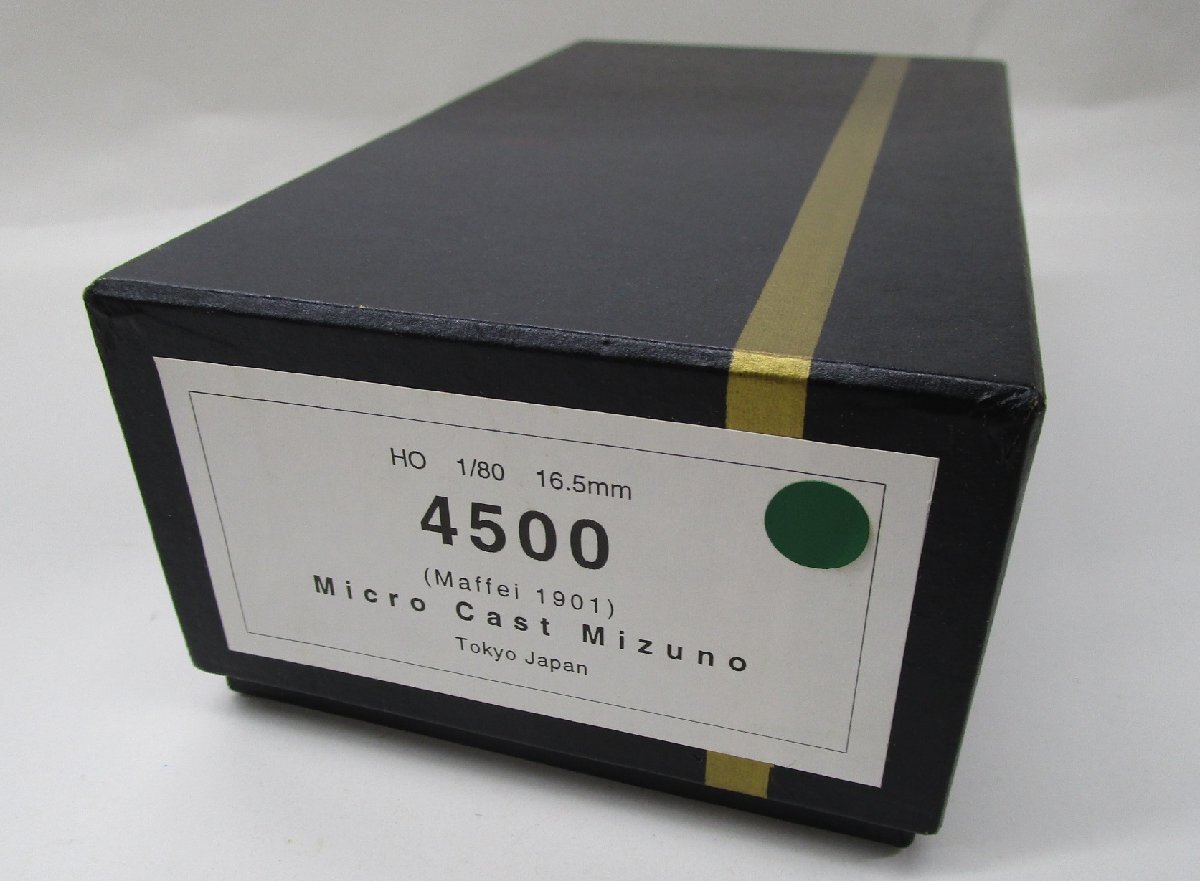 HO 1/80 16.5mm
4500
(Maffei 1901)
Micro Cast Mizuno
Tokyo Japan